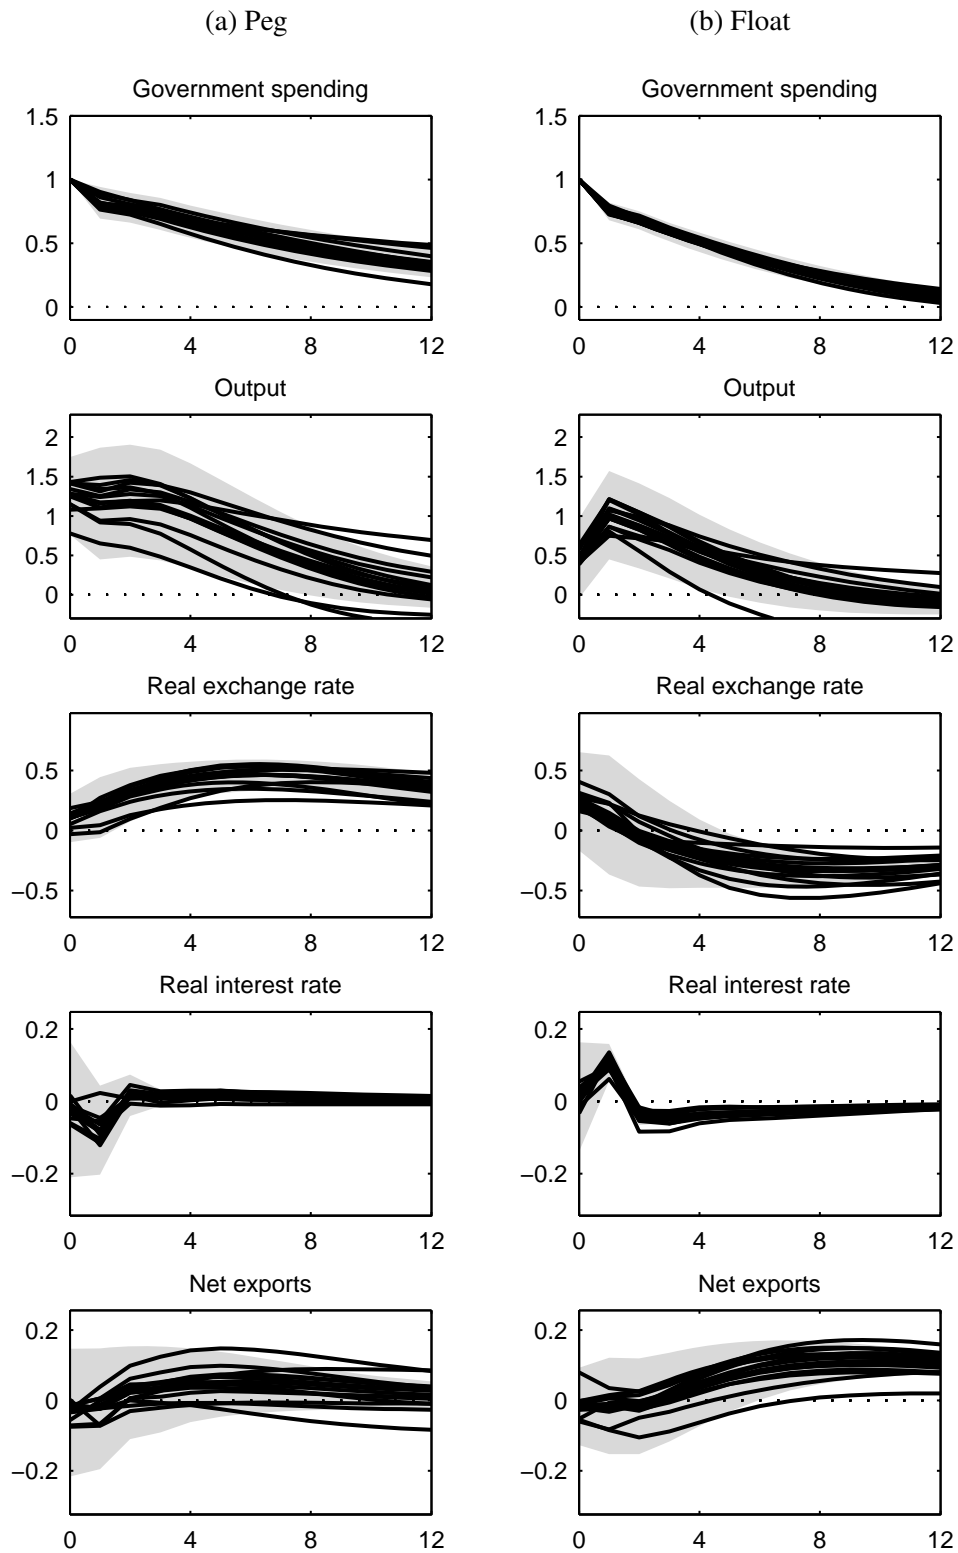 (a) Peg
(b) Float
Government spending
Government spending
1.5
1
0.5
0
0 4 8 12
1.5
1
0.5
0
0 4 8 12
Output
Output
2
1.5
1
0.5
0
0 4 8 12
2
1.5
1
0.5
0
0 4 8 12
Real exchange rate
Real exchange rate
0.5
0
−0.5
0 4 8 12
0.5
0
−0.5
0 4 8 12
Real interest rate
Real interest rate
0.2
0
−0.2
0 4 8 12
0.2
0
−0.2
0 4 8 12
Net exports
Net exports
0.2
0
−0.2
0 4 8 12
0.2
0
−0.2
0 4 8 12